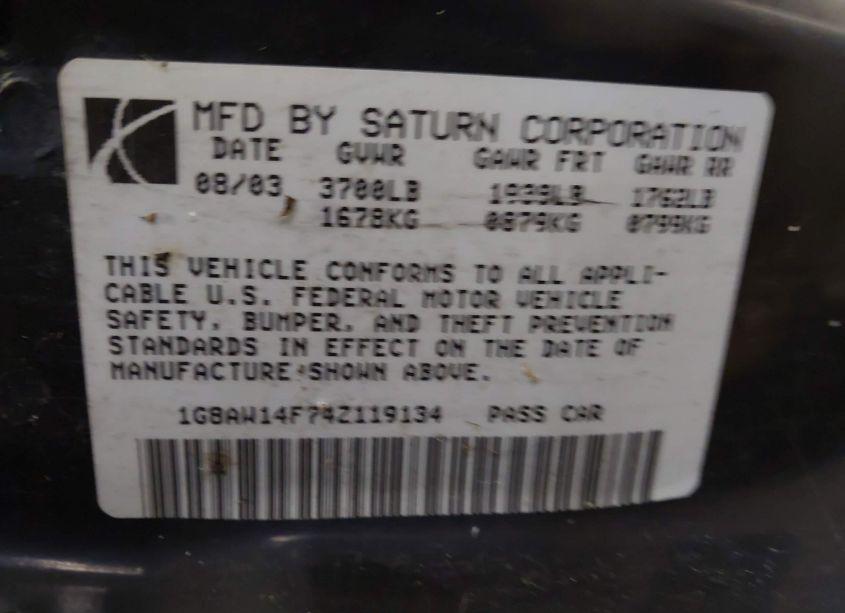 MFD BY SATURN CORPORATION
DATE GVWR GAWR FRT GAWR RR
08/03 3700LB 1938LB 1762LB
1678KG 0879KG 0799KG
THIS VEHICLE CONFORMS TO ALL APPLI-
CABLE U.S. FEDERAL MOTOR VEHICLE
SAFETY, BUMPER, AND THEFT PREVENTION
STANDARDS IN EFFECT ON THE DATE OF
MANUFACTURE SHOWN ABOVE.
1G8AW14F74Z119134 PASS CAR